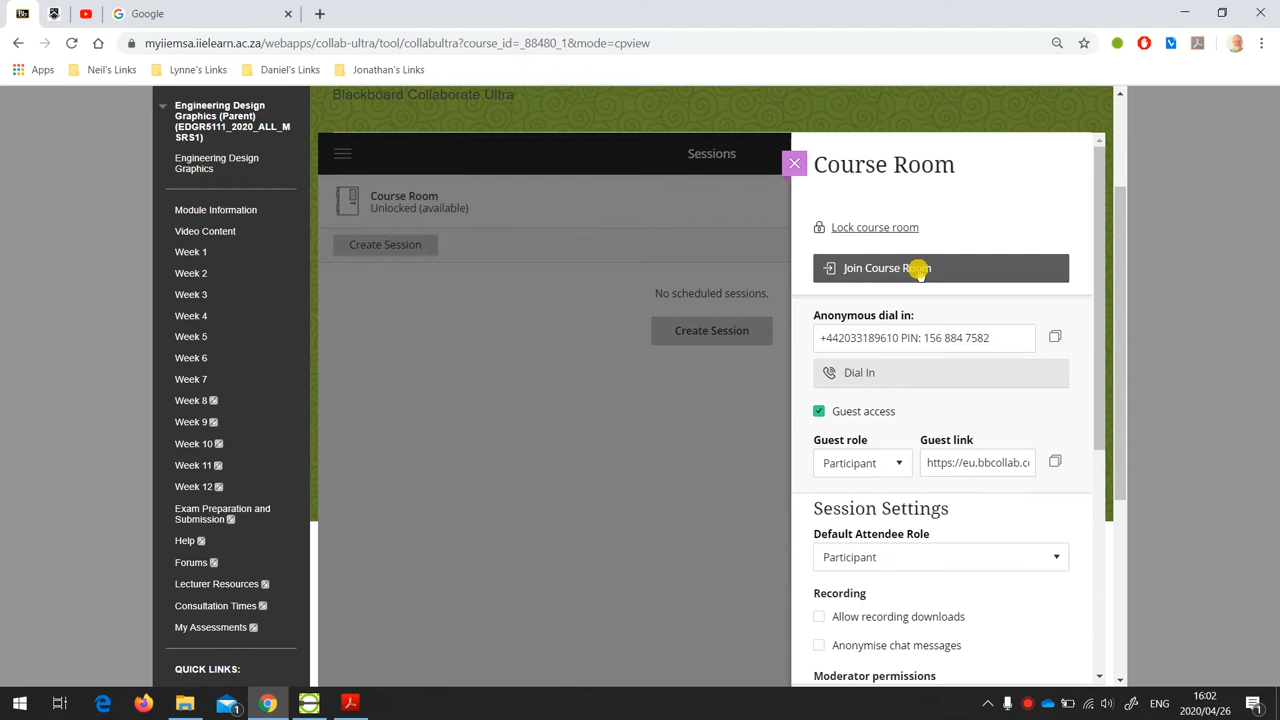 Google
myiiemsa.iielearn.ac.za/webapps/collab-ultra/tool/collabultra?course_id=_88480_1&mode=cpview
Apps
Neil's Links
Lynne's Links
Daniel's Links
Jonathan's Links
Engineering Design
Graphics (Parent)
(EDGR5111_2020_ALL_M
SRS1)
Engineering Design
Graphics
Module Information
Video Content
Week 1
Week 2
Week 3
Week 4
Week 5
Week 6
Week 7
Week 8
Week 9
Week 10
Week 11
Week 12
Exam Preparation and
Submission
Help
Forums
Lecturer Resources
Consultation Times
My Assessments
QUICK LINKS:
Blackboard Collaborate Ultra
Sessions
Course Room
Unlocked (available)
Create Session
No scheduled sessions.
Create Session
Course Room
Lock course room
Join Course Room
Anonymous dial in:
+442033189610 PIN: 156 884 7582
Dial In
Guest access
Guest role
Guest link
Participant
https://eu.bbcollab.co
Session Settings
Default Attendee Role
Participant
Recording
Allow recording downloads
Anonymise chat messages
Moderator permissions
ENG
16:02
2020/04/26